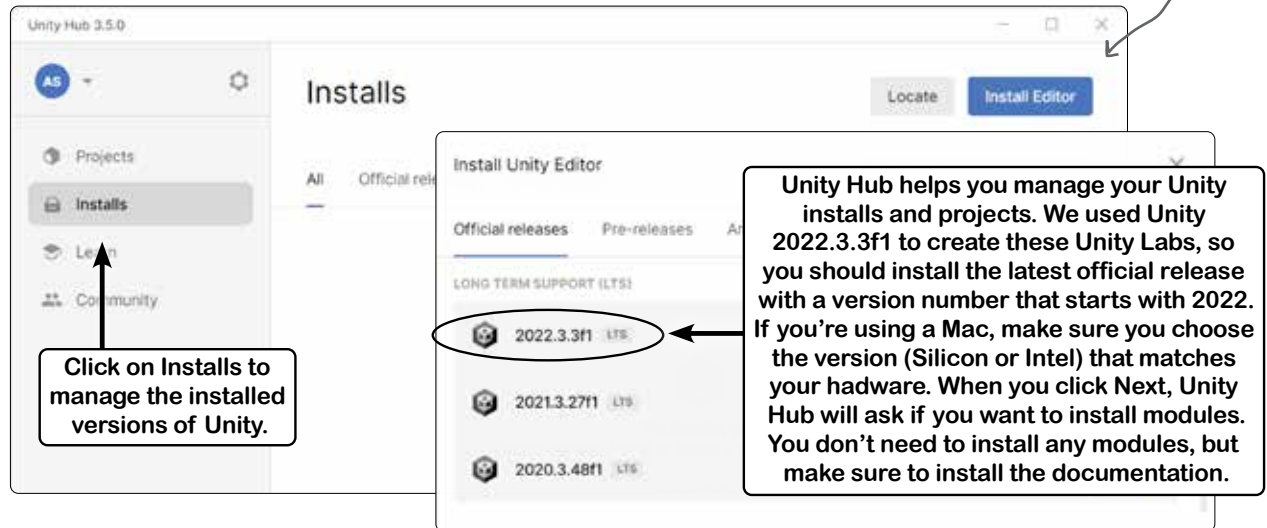 Unity Hub 3.5.0
AS
Projects
Installs
Community
Click on Installs to
manage the installed
versions of Unity.
Installs
Locate
Install Editor
All
Official
Install Unity Editor
Official releases
Pre-releases
LONG TERM SUPPORT (LTS)
2022.3.3f1 LTS
2021.3.27f1 LTS
2020.3.48f1 LTS
Unity Hub helps you manage your Unity
installs and projects. We used Unity
2022.3.3f1 to create these Unity Labs, so
you should install the latest official release
with a version number that starts with 2022.
If you’re using a Mac, make sure you choose
the version (Silicon or Intel) that matches
your hadware. When you click Next, Unity
Hub will ask if you want to install modules.
You don’t need to install any modules, but
make sure to install the documentation.